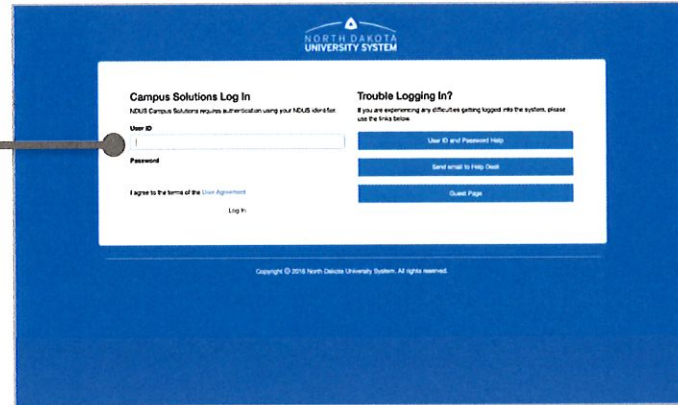 NORTH DAKOTA
UNIVERSITY SYSTEM
Campus Solutions Log In
NDUS Campus Solutions requires authentication using your NDUS identifier.
User ID
Password
I agree to the terms of the User Agreement
Log In
Trouble Logging In?
If you are experiencing any difficulties getting logged into the system, please
use the links below.
User ID and Password Help
Send email to Help Desk
Guest Page
Copyright © 2016 North Dakota University System. All rights reserved.